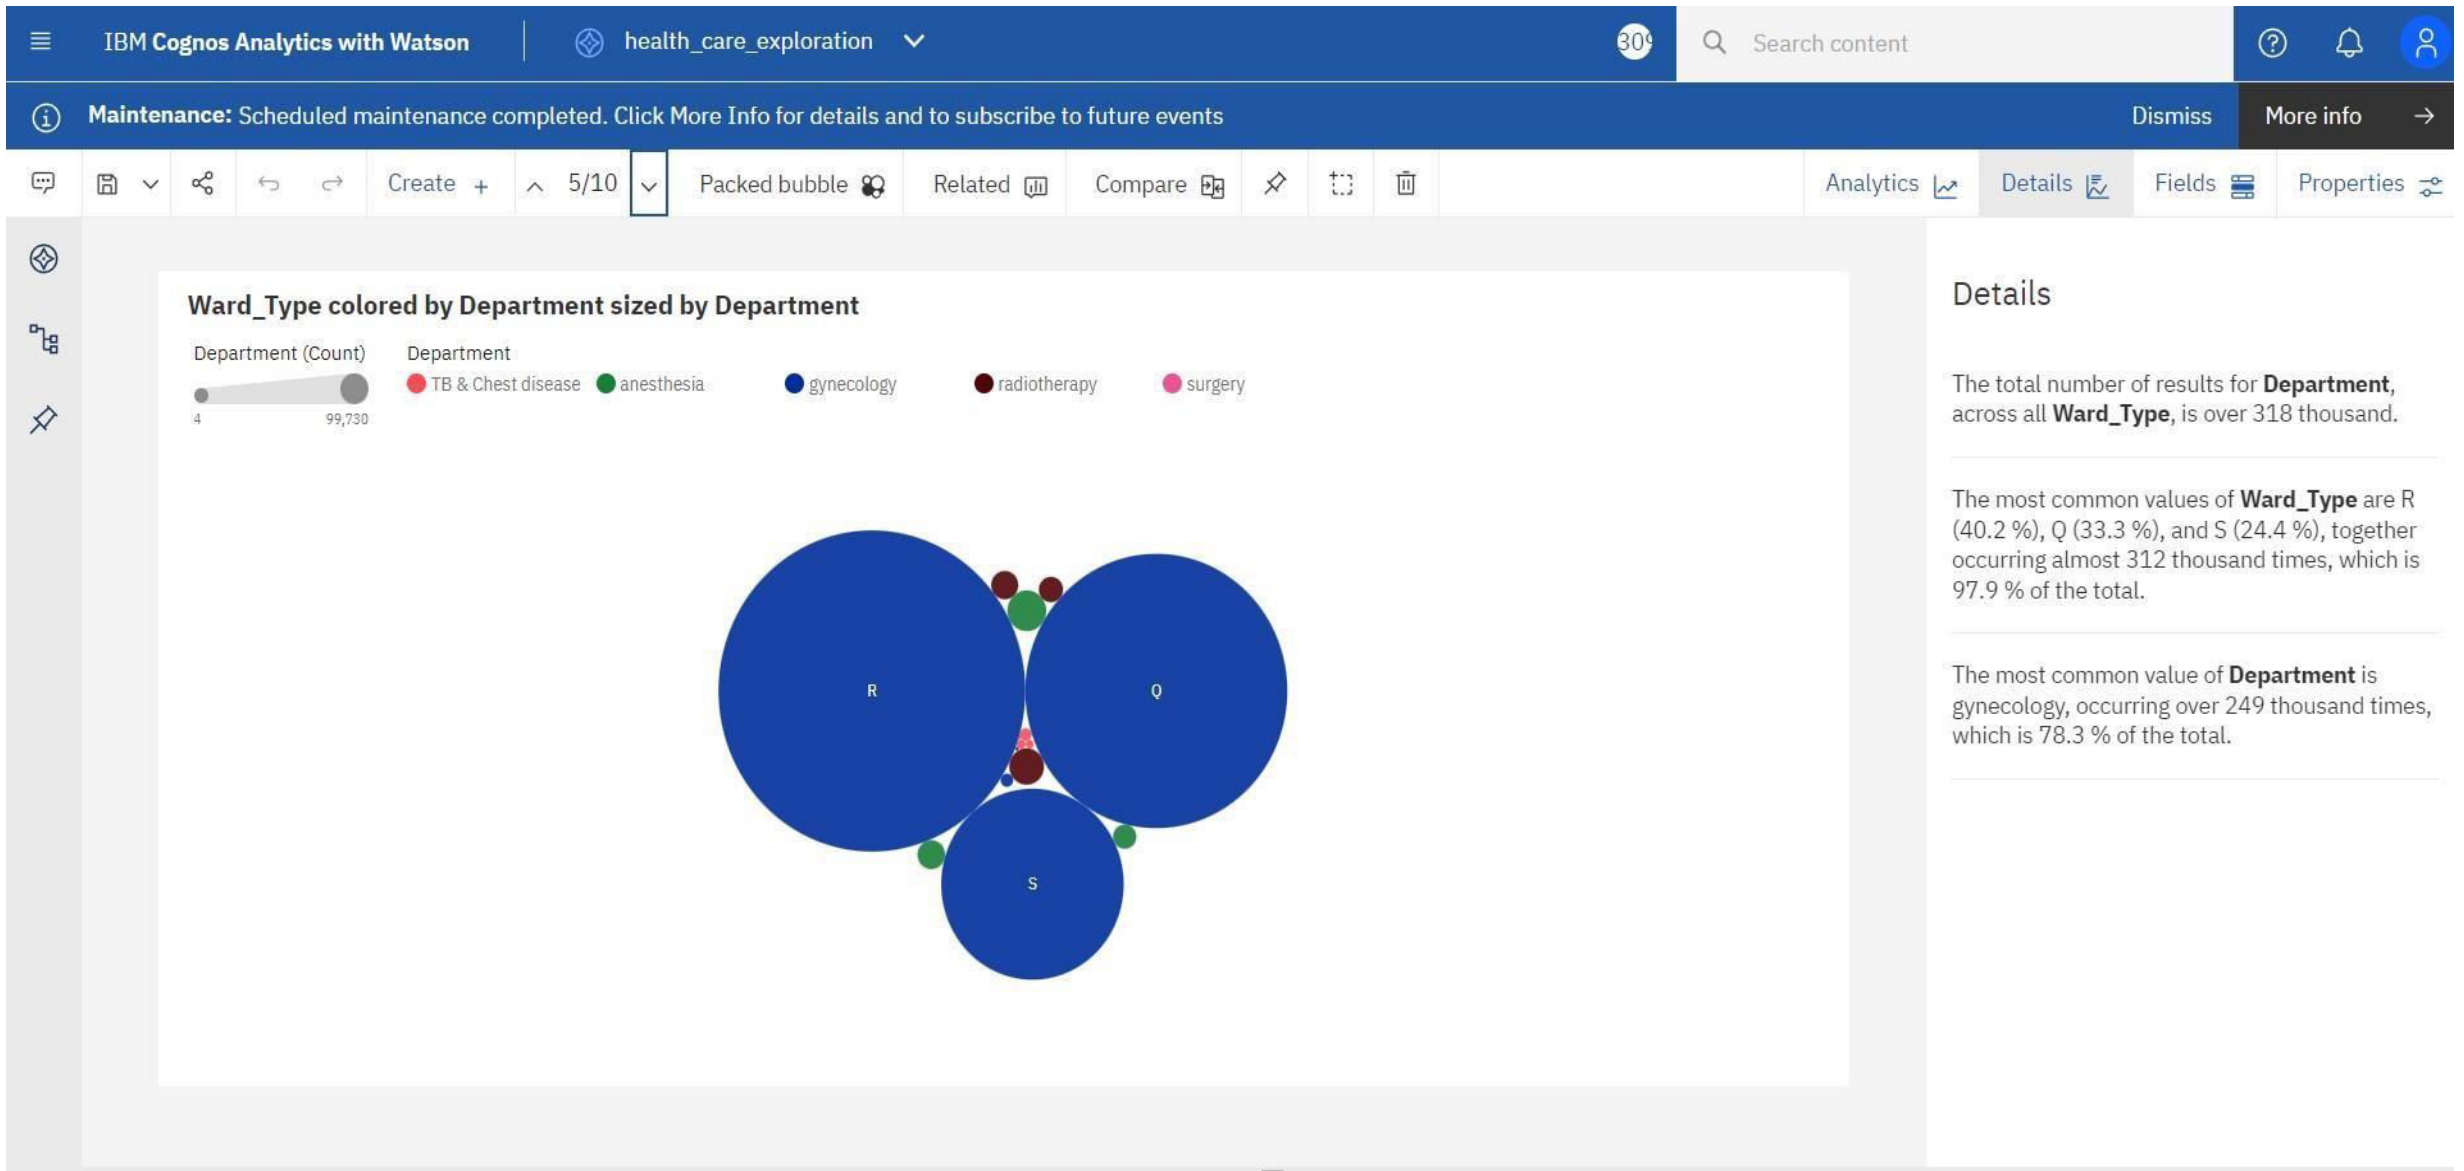 IBM Cognos Analytics with Watson
health_care_exploration
Search content
Maintenance: Scheduled maintenance completed. Click More Info for details and to subscribe to future events
Dismiss
More info
Create +
5/10
Packed bubble
Related
Compare
Analytics
Details
Fields
Properties
Ward_Type colored by Department sized by Department
Department (Count)
4
99,730
Department
TB & Chest disease
anesthesia
gynecology
radiotherapy
surgery
R
Q
S
Details
The total number of results for Department,
across all Ward_Type, is over 318 thousand.
The most common values of Ward_Type are R
(40.2 %), Q (33.3 %), and S (24.4 %), together
occurring almost 312 thousand times, which is
97.9 % of the total.
The most common value of Department is
gynecology, occurring over 249 thousand times,
which is 78.3 % of the total.